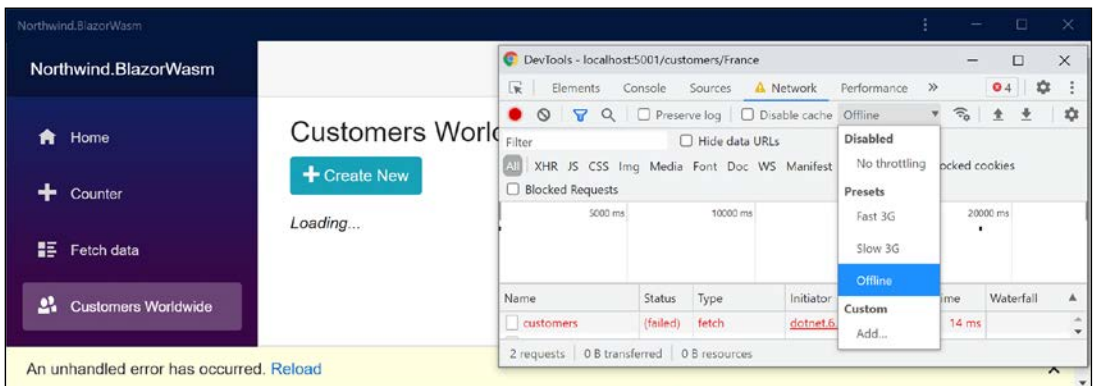 Northwind.BlazorWasm
Northwind.BlazorWasm
Home
Counter
Fetch data
Customers Worldwide
Customers
Create New
Loading...
An unhandled error has occurred. Reload
DevTools - localhost:5001/customers/France
Elements Console Sources Network Performance » 4
Preserve log Disable cache Offline
Filter Hide data URLs
All XHR JS CSS Img Media Font Doc WS Manifest cookies
Blocked Requests
5000 ms 10000 ms 20000 ms
Disabled
No throttling
Presets
Fast 3G
Slow 3G
Offline
Custom
Add...
Name Status Type Initiator Waterfall
customers (failed) fetch dotnet.6. 14 ms
2 requests 0 B transferred 0 B resources